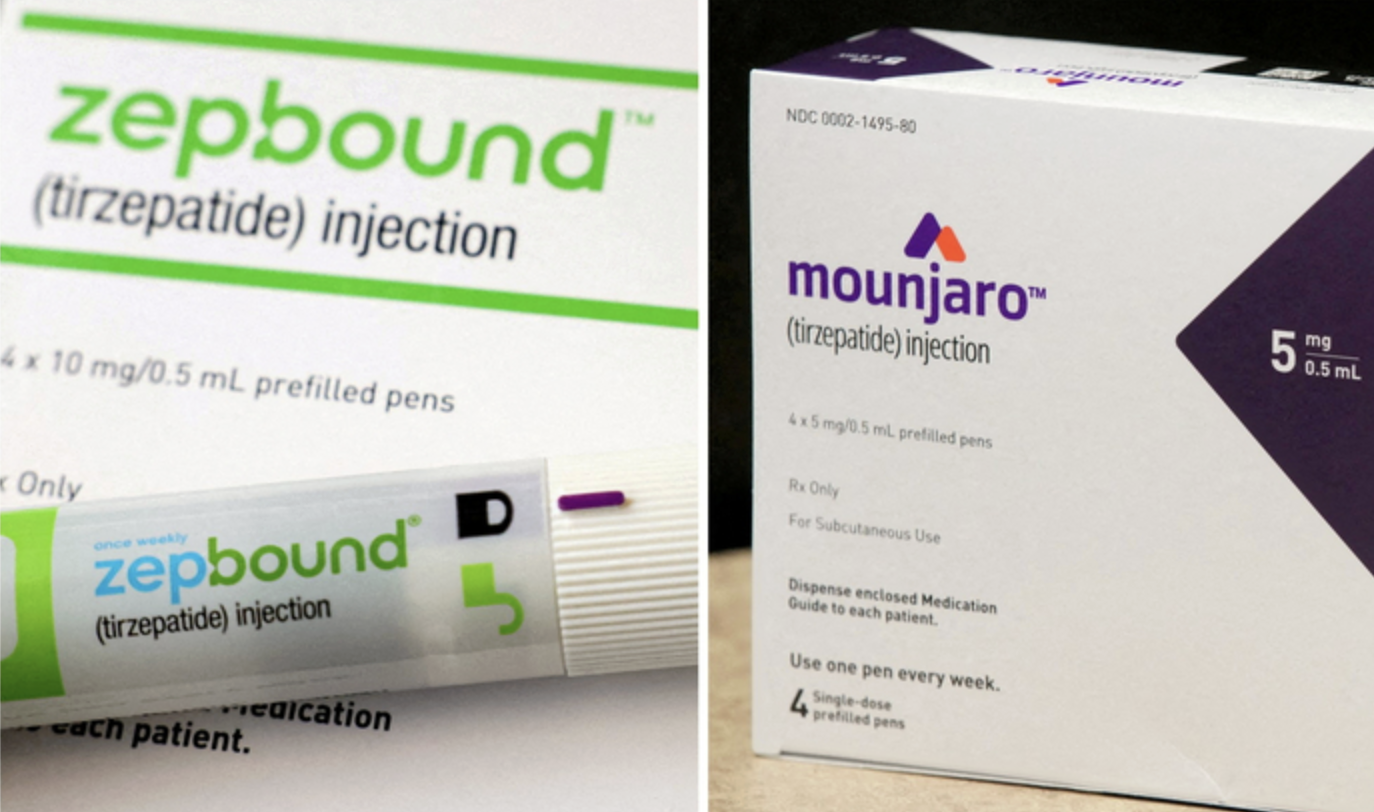 zepbound™
(tirzepatide) injection
4 x 10 mg/0.5 mL prefilled pens
Only
once weekly
zepbound®
(tirzepatide) injection
each patient.
NDC 0002-1495-80
mounjaro
mounjaro™
(tirzepatide) injection
5 mg
0.5 mL
4 x 5 mg/0.5 mL prefilled pens
Rx Only
For Subcutaneous Use
Dispense enclosed Medication
Guide to each patient.
Use one pen every week.
4 Single-dose
prefilled pens